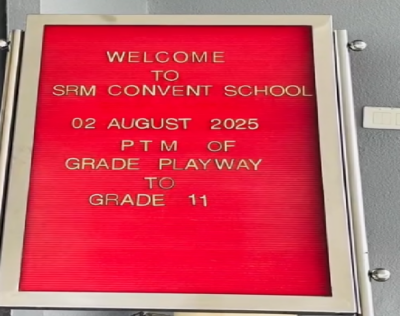 WELCOME
TO
SRM CONVENT SCHOOL
02 AUGUST 2025
PTM OF
GRADE PLAYWAY
TO
GRADE 11